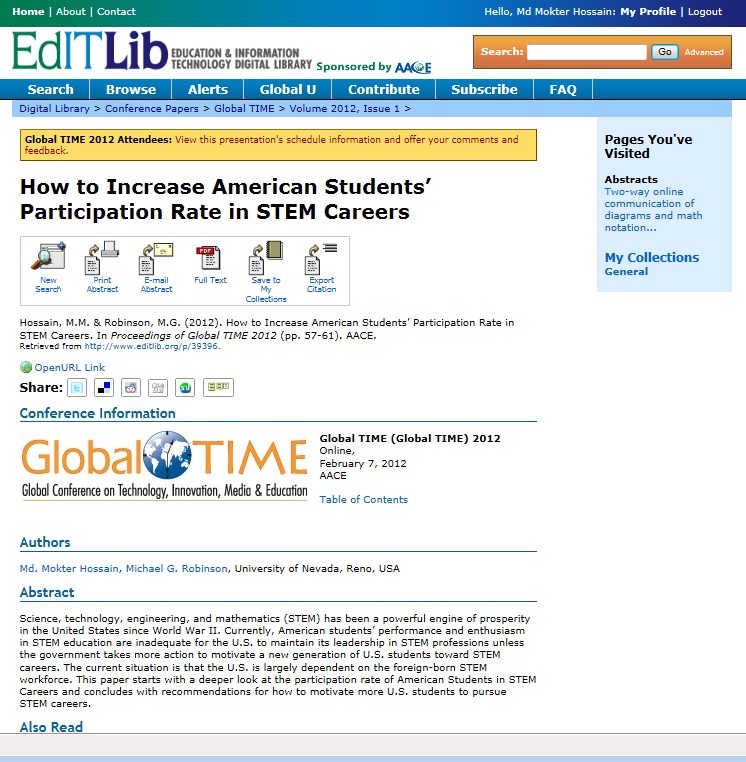 Home | About | Contact
Hello, Md Mokter Hossain: My Profile | Logout
EdITLib EDUCATION & INFORMATION
TECHNOLOGY DIGITAL LIBRARY Sponsored by AACE
Search: Go Advanced
Search Browse Alerts Global U Contribute Subscribe FAQ
Digital Library > Conference Papers > Global TIME > Volume 2012, Issue 1 >
Global TIME 2012 Attendees: View this presentation's schedule information and offer your comments and
feedback.
How to Increase American Students’
Participation Rate in STEM Careers
New
Search
Print
Abstract
E-mail
Abstract
PDF
Full Text
Save to
My
Collections
Export
Citation
Hossain, M.M. & Robinson, M.G. (2012). How to Increase American Students’ Participation Rate in
STEM Careers. In Proceedings of Global TIME 2012 (pp. 57-61). AACE.
Retrieved from http://www.editlib.org/p/39396.
OpenURL Link
Share:
Conference Information
Global TIME
Global Conference on Technology, Innovation, Media & Education
Global TIME (Global TIME) 2012
Online,
February 7, 2012
AACE
Table of Contents
Authors
Md. Mokter Hossain, Michael G. Robinson, University of Nevada, Reno, USA
Abstract
Science, technology, engineering, and mathematics (STEM) has been a powerful engine of prosperity
in the United States since World War II. Currently, American students’ performance and enthusiasm
in STEM education are inadequate for the U.S. to maintain its leadership in STEM professions unless
the government takes more action to motivate a new generation of U.S. students toward STEM
careers. The current situation is that the U.S. is largely dependent on the foreign-born STEM
workforce. This paper starts with a deeper look at the participation rate of American Students in STEM
Careers and concludes with recommendations for how to motivate more U.S. students to pursue
STEM careers.
Also Read
Pages You've
Visited
Abstracts
Two-way online
communication of
diagrams and math
notation...
My Collections
General